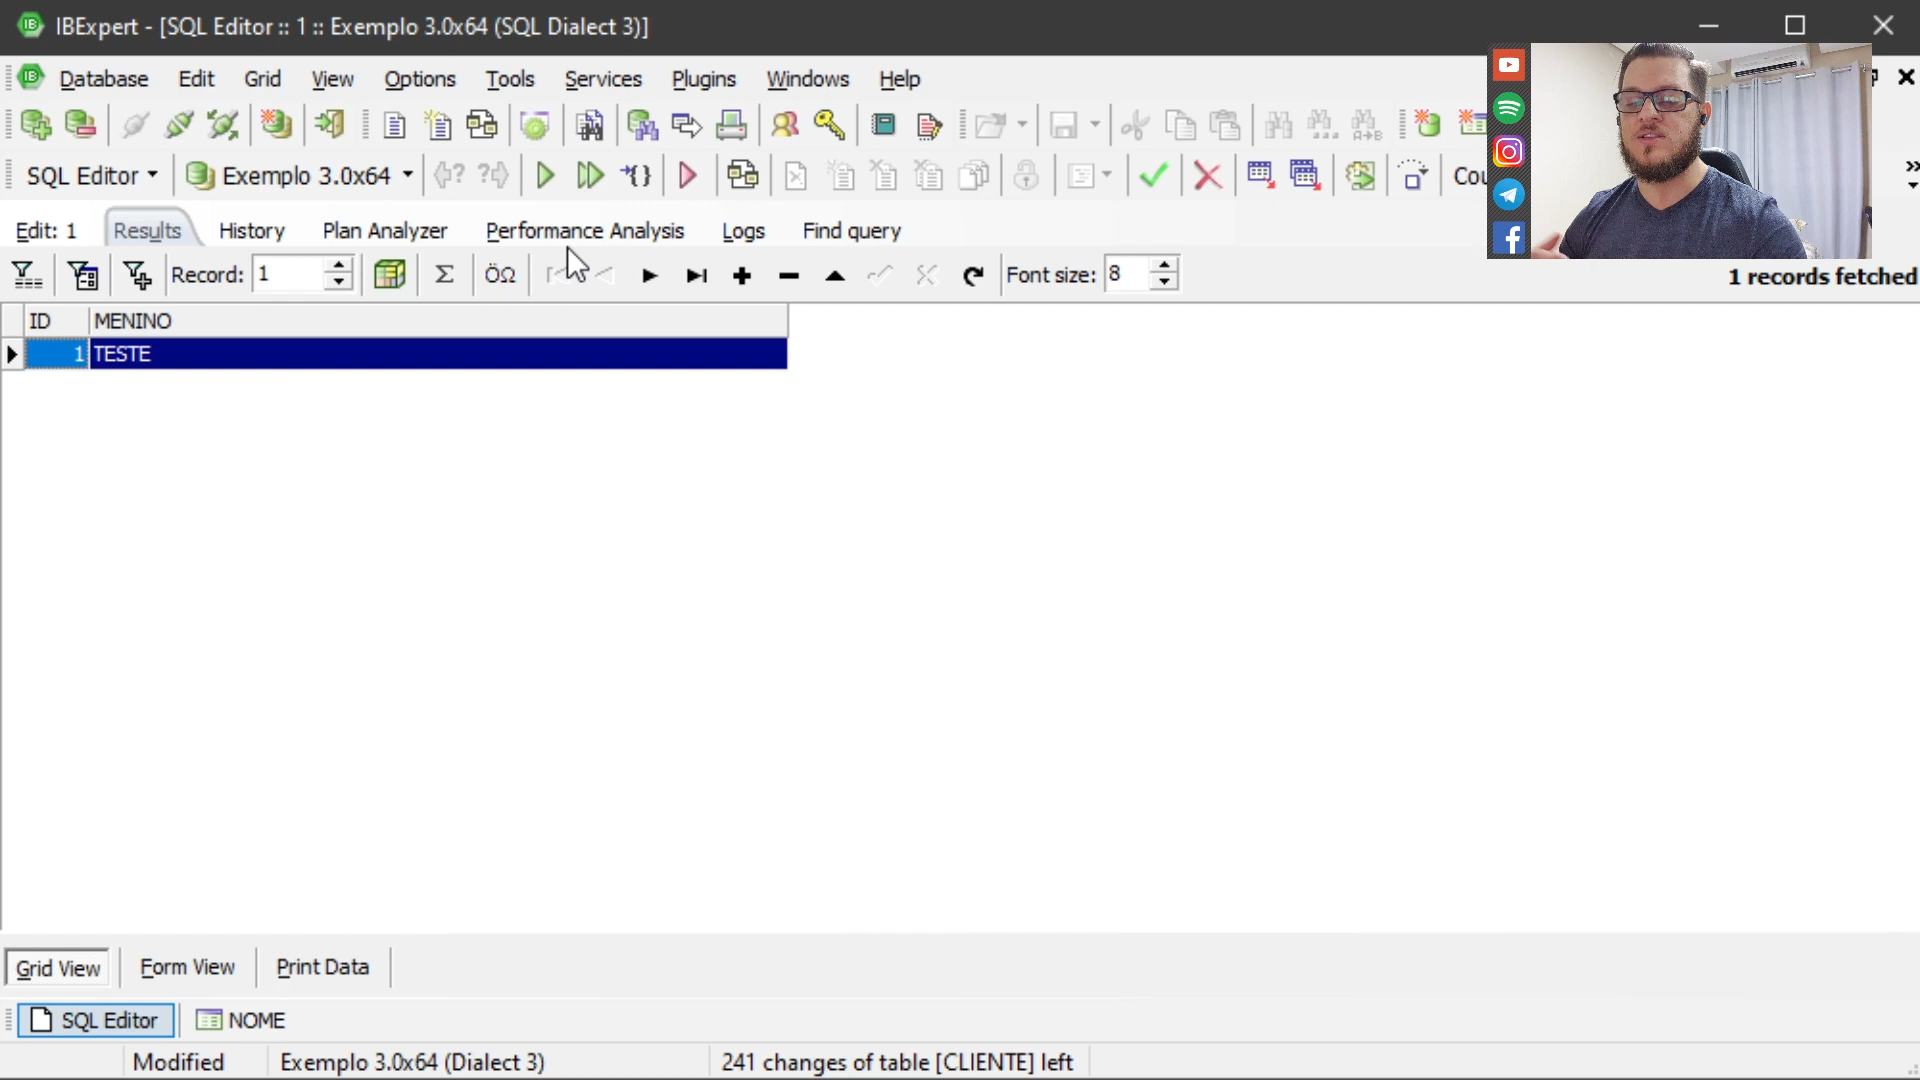 IBExpert - [SQL Editor :: 1 :: Exemplo 3.0x64 (SQL Dialect 3)]
Database Edit Grid View Options Tools Services Plugins Windows Help
SQL Editor Exemplo 3.0x64 Cou
Edit: 1 Results History Plan Analyzer Performance Analysis Logs Find query
Record: 1 Σ ÖΩ Font size: 8 1 records fetched
ID MENINO
1 TESTE
Grid View Form View Print Data
SQL Editor NOME
Modified Exemplo 3.0x64 (Dialect 3) 241 changes of table [CLIENTE] left